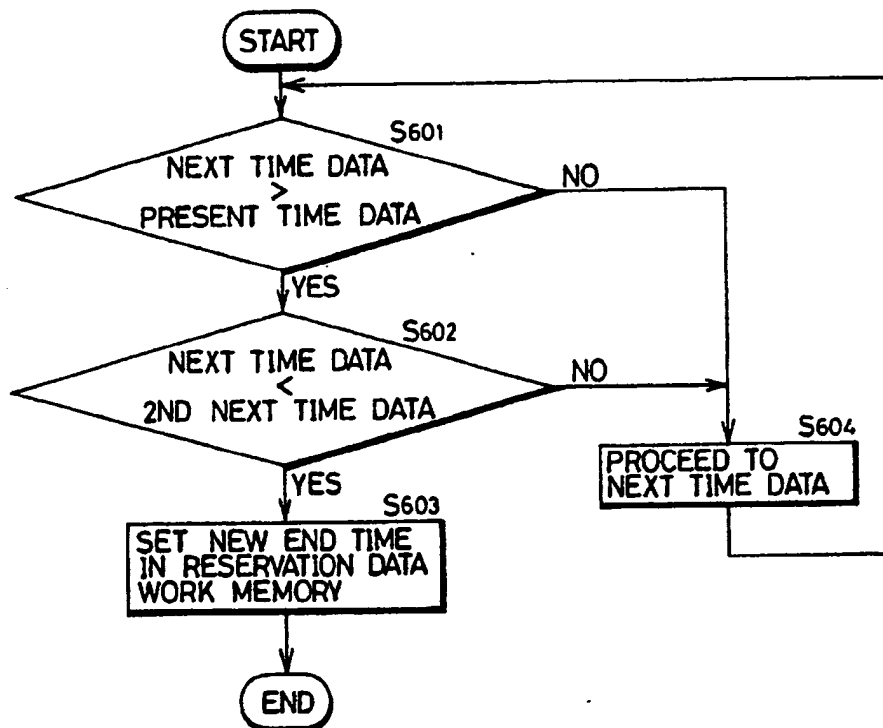 START
S601
NEXT TIME DATA
>
PRESENT TIME DATA
NO
YES
S602
NEXT TIME DATA
<
2ND NEXT TIME DATA
NO
YES
S604
PROCEED TO
NEXT TIME DATA
S603
SET NEW END TIME
IN RESERVATION DATA
WORK MEMORY
END